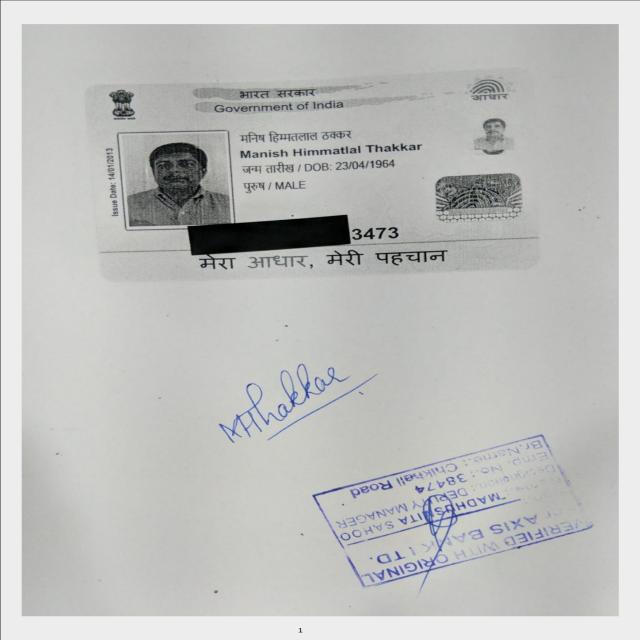 भारत सरकार
Government of India
आधार
Issue Date: 14/01/2013
मनिष हिम्मतलाल ठक्कर
Manish Himmatlal Thakkar
जन्म तारीख / DOB: 23/04/1964
पुरुष / MALE
3473
मेरा आधार, मेरी पहचान
MHThakkar
VERIFIED WITH ORIGINAL
AXIS BANK LTD.
MADHUSMITA SAHOO
Designation: DEPUTY MANAGER
Emp. No.: 38474
Br.Name.: Chikhali Road
1